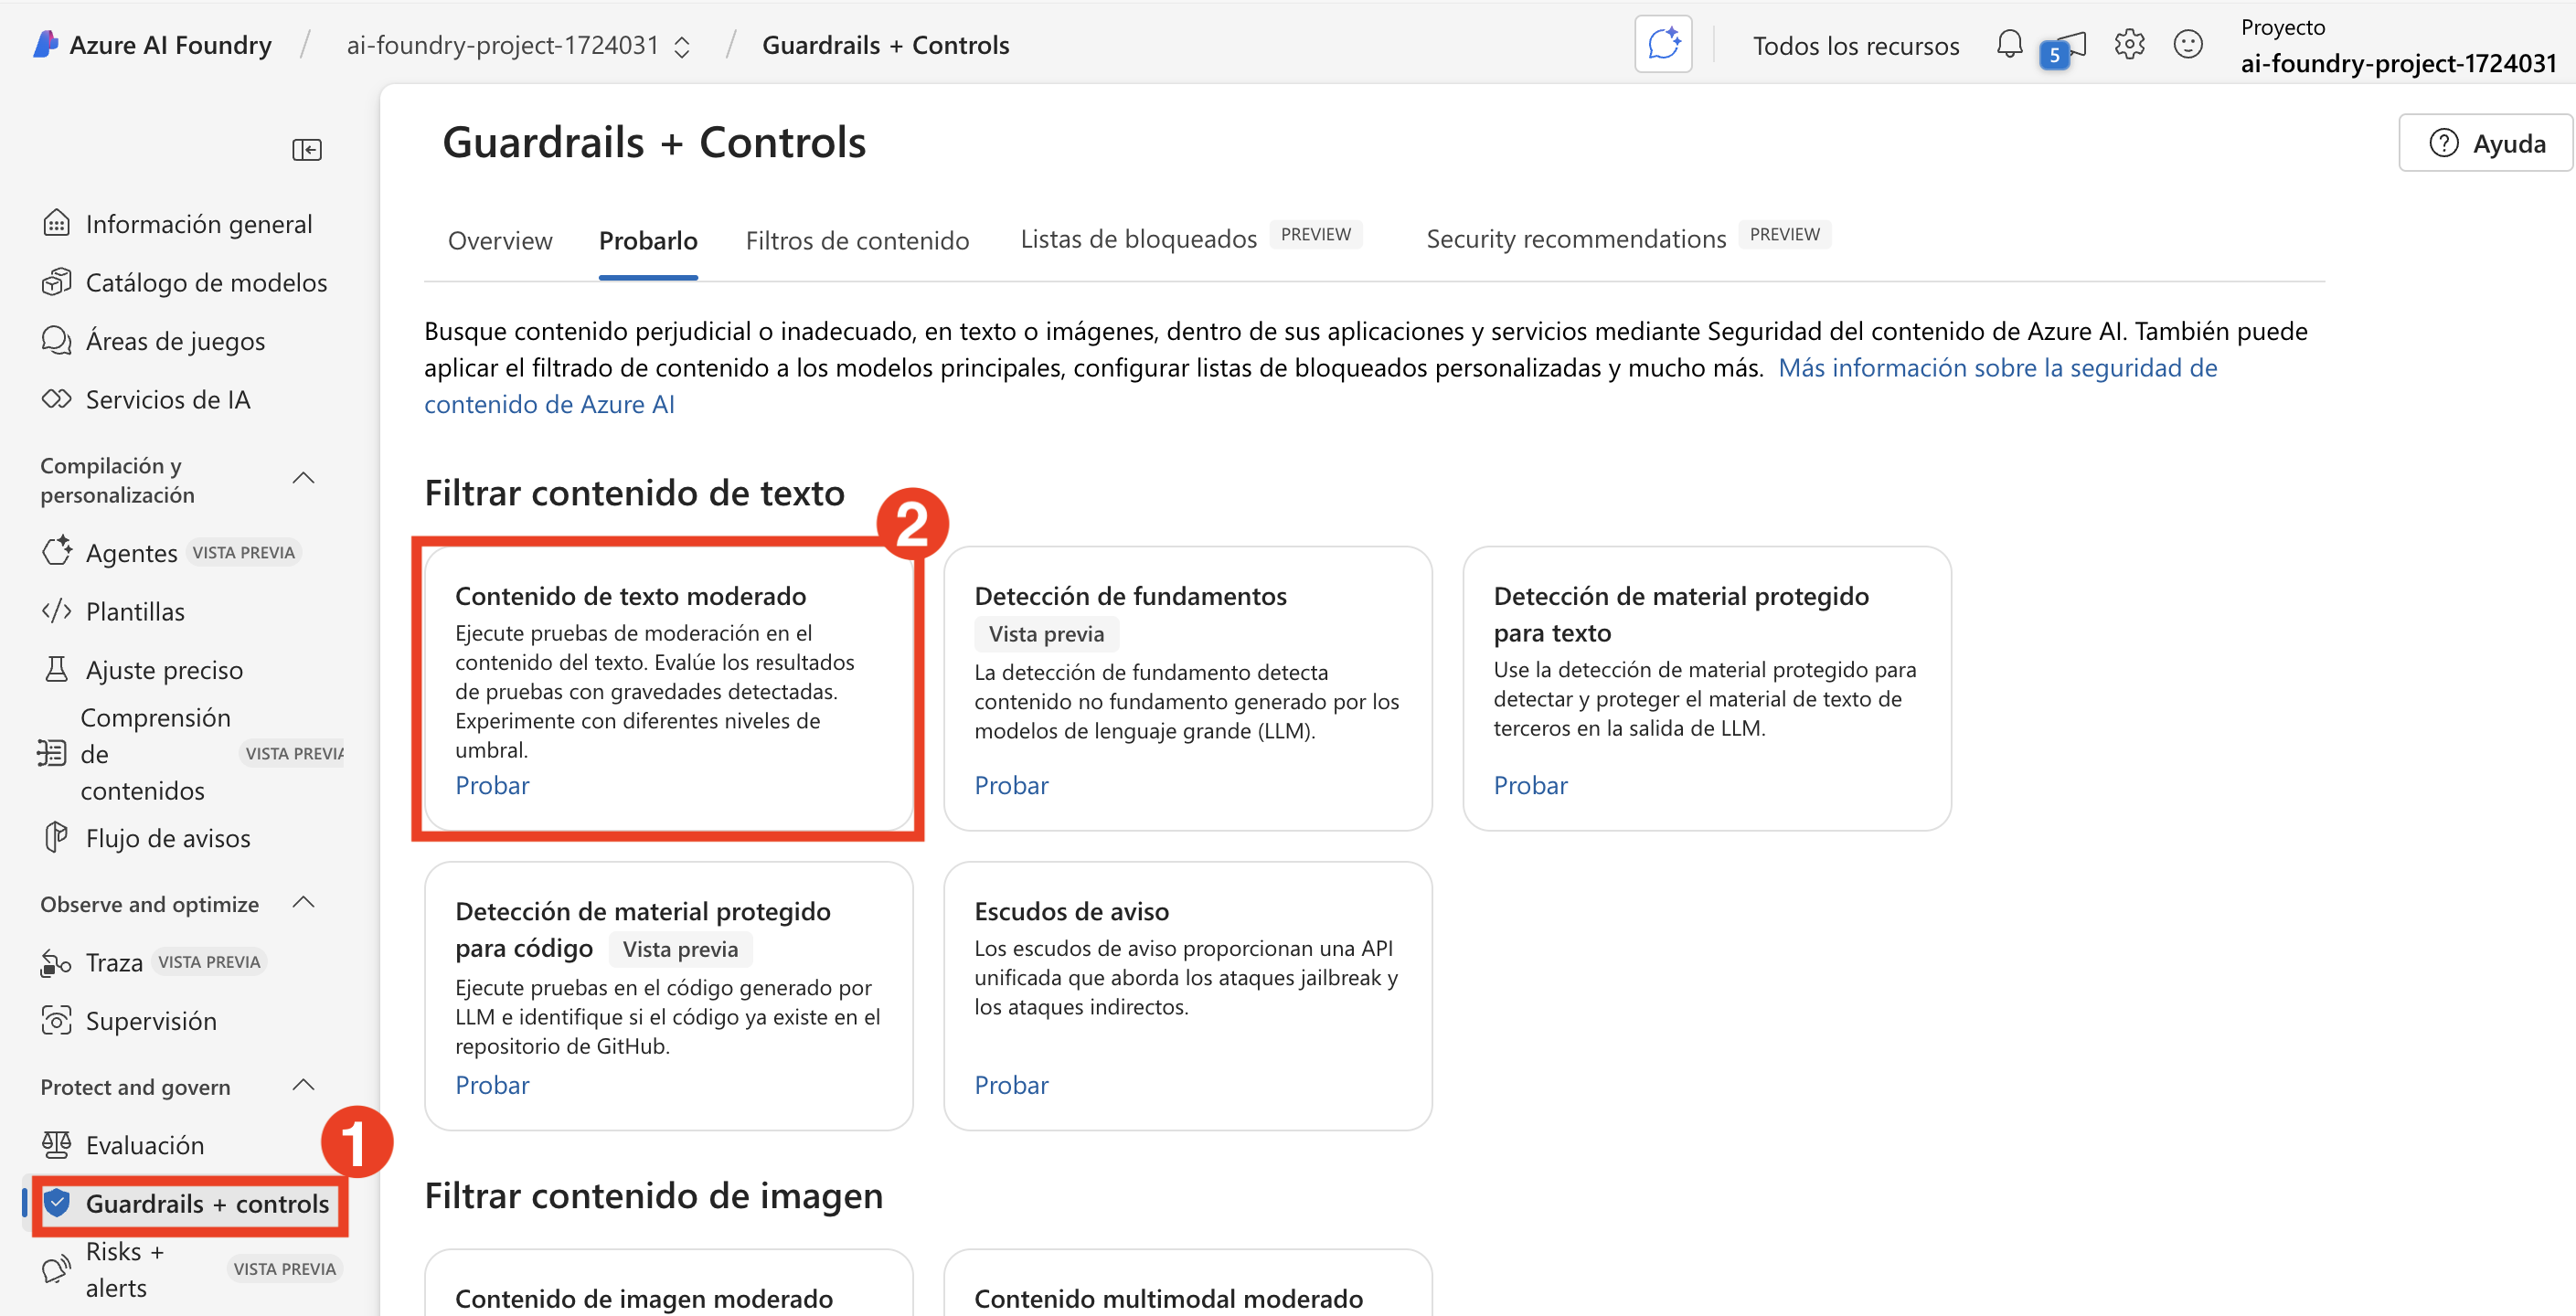 Azure AI Foundry / ai-foundry-project-1724031 / Guardrails + Controls
Todos los recursos
5
Proyecto
ai-foundry-project-1724031
Guardrails + Controls
Ayuda
Información general
Catálogo de modelos
Áreas de juegos
Servicios de IA
Compilación y
personalización
Agentes VISTA PREVIA
Plantillas
Ajuste preciso
Comprensión
de
contenidos
VISTA PREVIA
Flujo de avisos
Observe and optimize
Traza VISTA PREVIA
Supervisión
Protect and govern
Evaluación
1
Guardrails + controls
Risks +
alerts
VISTA PREVIA
Overview Probarlo Filtros de contenido Listas de bloqueados PREVIEW Security recommendations PREVIEW
Busque contenido perjudicial o inadecuado, en texto o imágenes, dentro de sus aplicaciones y servicios mediante Seguridad del contenido de Azure AI. También puede
aplicar el filtrado de contenido a los modelos principales, configurar listas de bloqueados personalizadas y mucho más. Más información sobre la seguridad de
contenido de Azure AI
Filtrar contenido de texto
2
Contenido de texto moderado
Ejecute pruebas de moderación en el
contenido del texto. Evalúe los resultados
de pruebas con gravedades detectadas.
Experimente con diferentes niveles de
umbral.
Probar
Detección de fundamentos
Vista previa
La detección de fundamento detecta
contenido no fundamento generado por los
modelos de lenguaje grande (LLM).
Probar
Detección de material protegido
para texto
Use la detección de material protegido para
detectar y proteger el material de texto de
terceros en la salida de LLM.
Probar
Detección de material protegido
para código Vista previa
Ejecute pruebas en el código generado por
LLM e identifique si el código ya existe en el
repositorio de GitHub.
Probar
Escudos de aviso
Los escudos de aviso proporcionan una API
unificada que aborda los ataques jailbreak y
los ataques indirectos.
Probar
Filtrar contenido de imagen
Contenido de imagen moderado
Contenido multimodal moderado